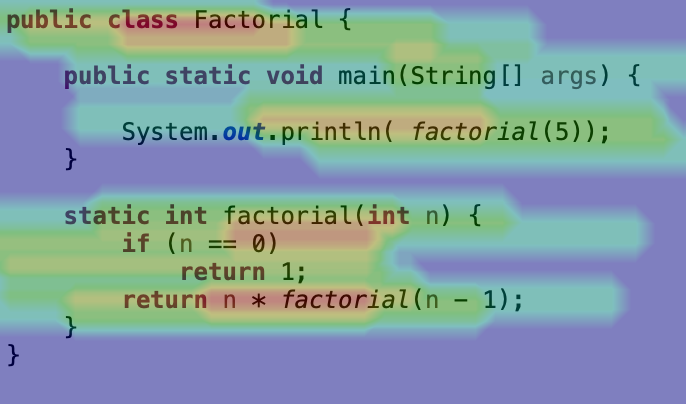 public class Factorial {
public static void main(String[] args) {
System.out.println( factorial(5));
}
static int factorial(int n) {
if (n == 0)
return 1;
return n * factorial(n - 1);
}
}